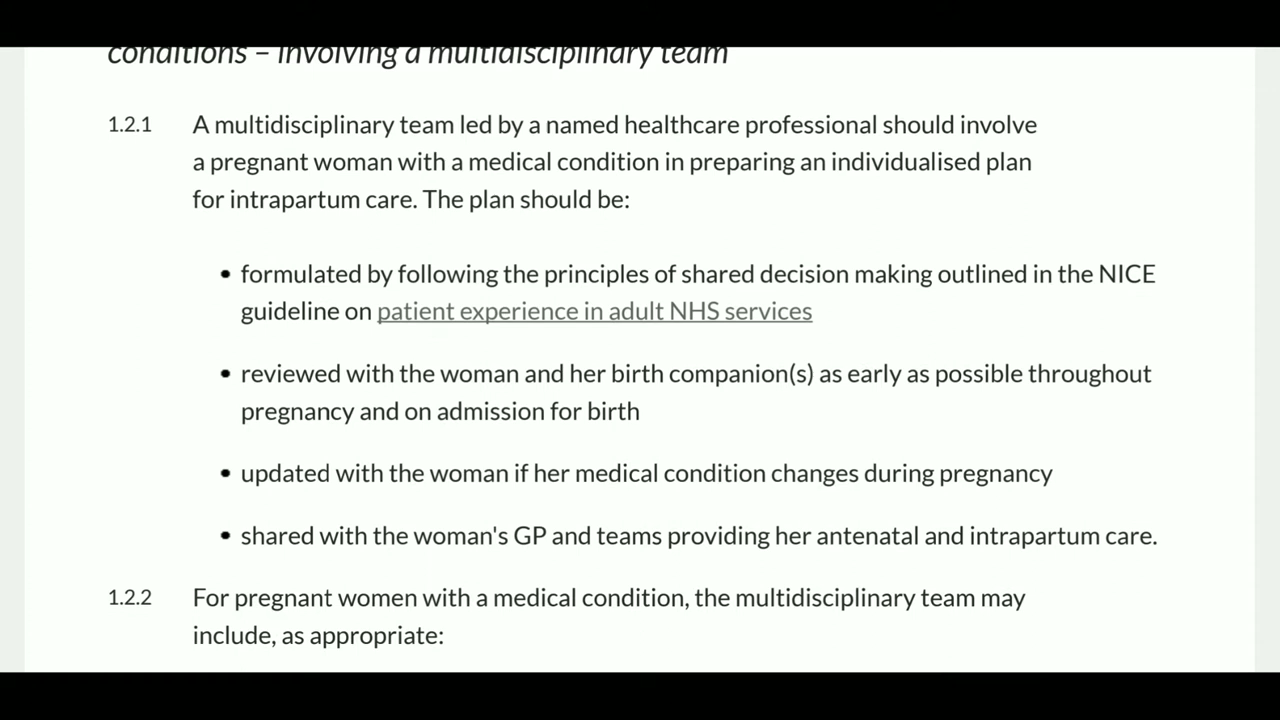 conditions – involving a multidisciplinary team
1.2.1 A multidisciplinary team led by a named healthcare professional should involve
a pregnant woman with a medical condition in preparing an individualised plan
for intrapartum care. The plan should be:
• formulated by following the principles of shared decision making outlined in the NICE
guideline on patient experience in adult NHS services
• reviewed with the woman and her birth companion(s) as early as possible throughout
pregnancy and on admission for birth
• updated with the woman if her medical condition changes during pregnancy
• shared with the woman's GP and teams providing her antenatal and intrapartum care.
1.2.2 For pregnant women with a medical condition, the multidisciplinary team may
include, as appropriate: